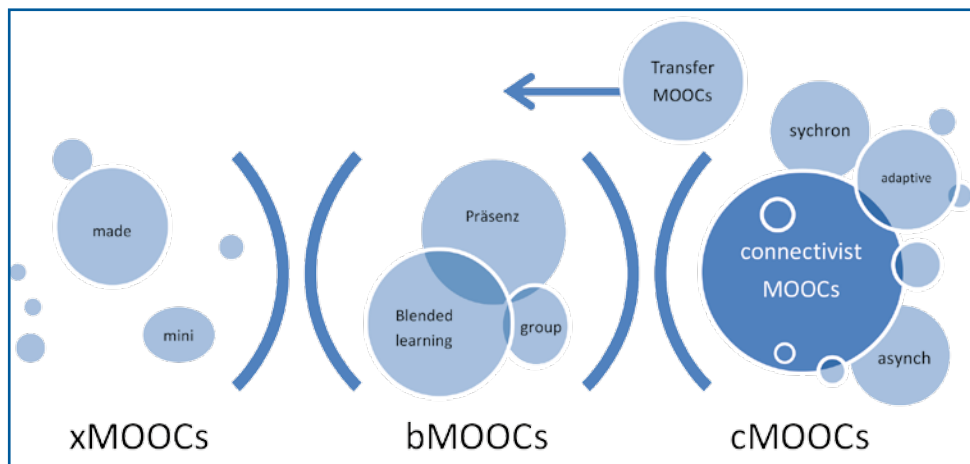 Transfer
MOOCs
sychron
adaptive
made
Präsenz
connectivist
MOOCs
Blended
learning
group
mini
asynch
xMOOCs
bMOOCs
cMOOCs